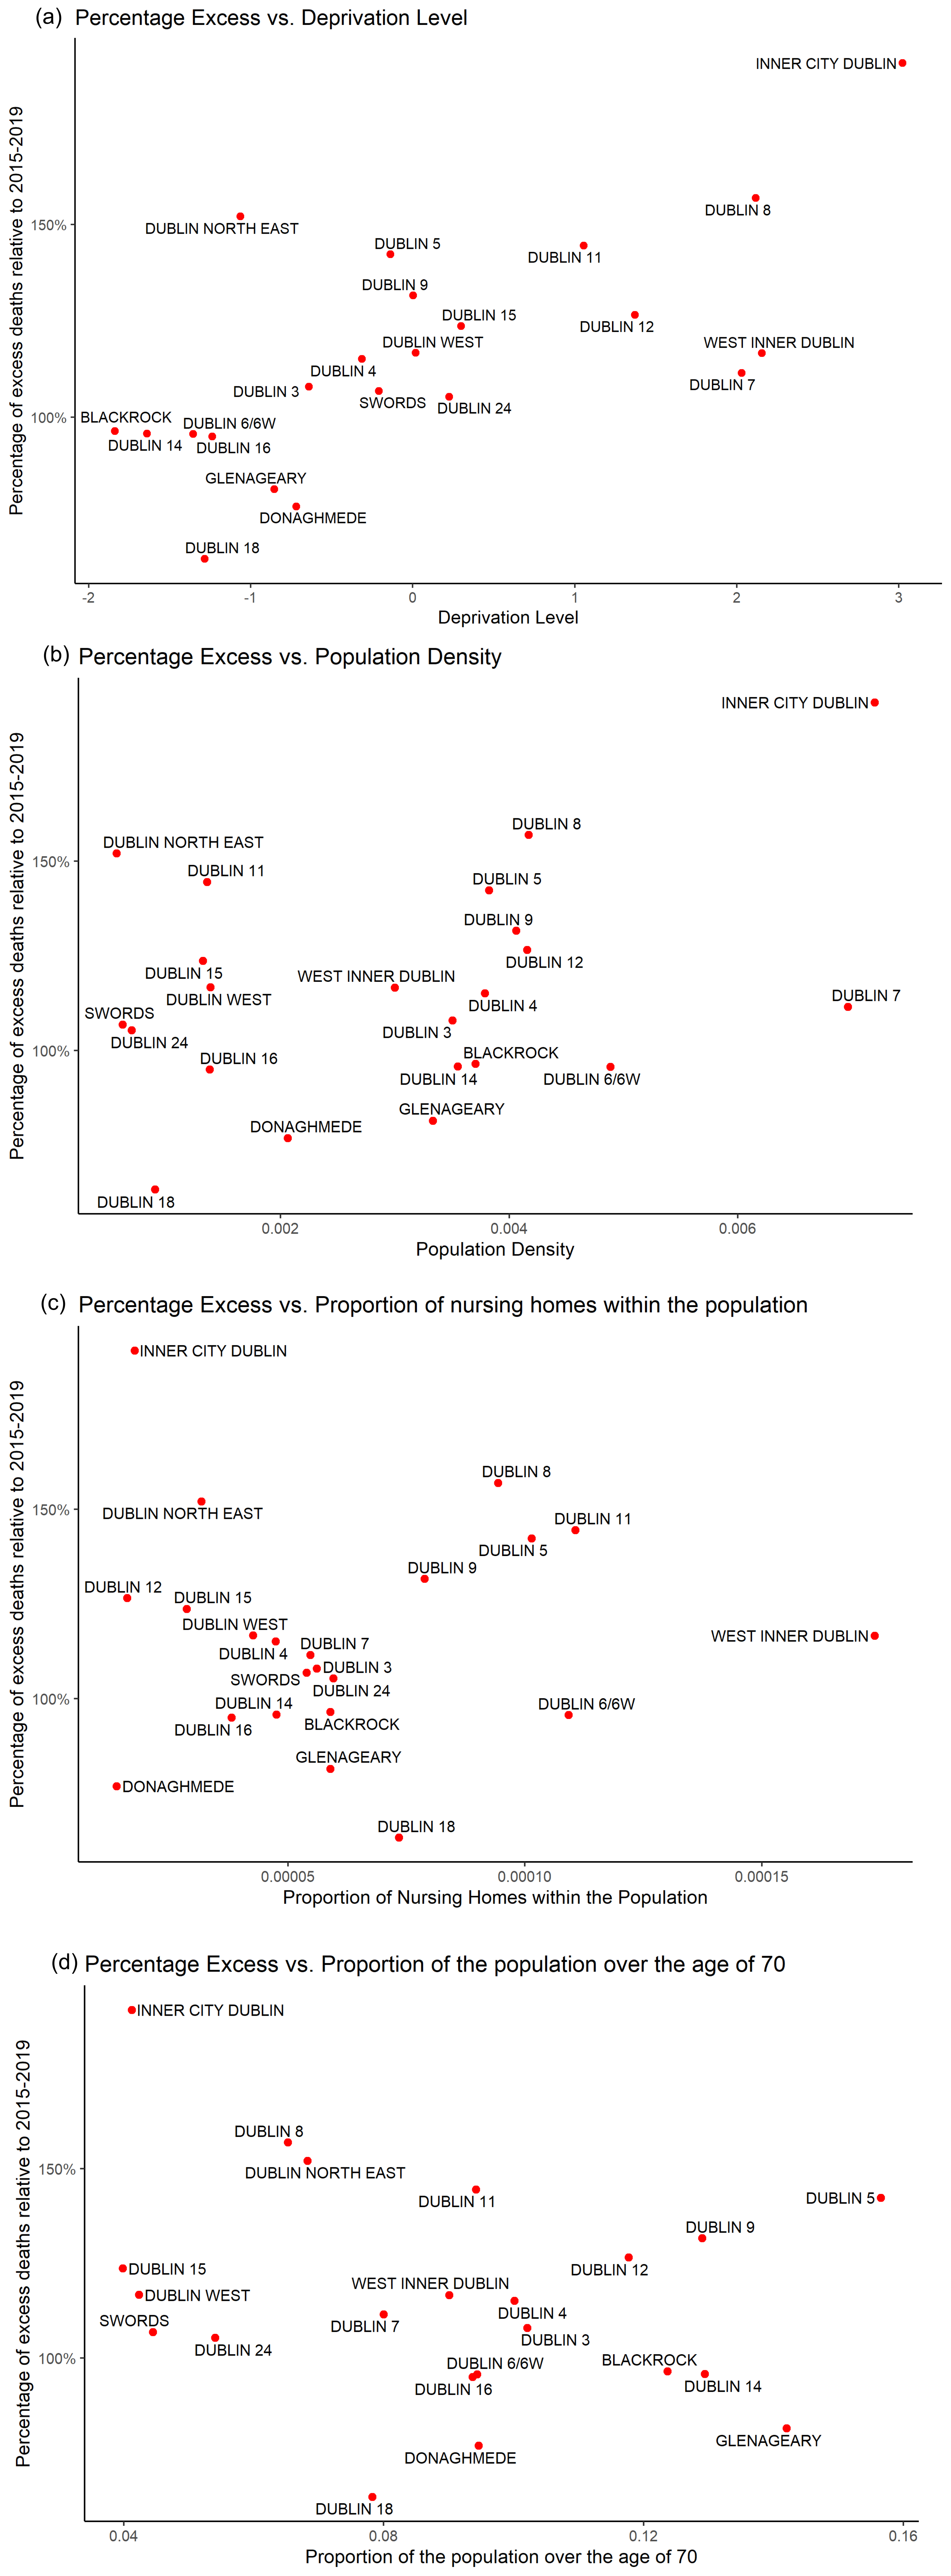 (a) Percentage Excess vs. Deprivation Level
Percentage of excess deaths relative to 2015-2019
INNER CITY DUBLIN
DUBLIN 8
150%
DUBLIN NORTH EAST
DUBLIN 5
DUBLIN 11
DUBLIN 9
DUBLIN 15
DUBLIN 12
DUBLIN WEST
WEST INNER DUBLIN
DUBLIN 4
DUBLIN 7
DUBLIN 3
SWORDS
DUBLIN 24
100%
BLACKROCK
DUBLIN 6/6W
DUBLIN 14
DUBLIN 16
GLENAGEARY
DONAGHMEDE
DUBLIN 18
-2 -1 0 1 2 3
Deprivation Level
(b) Percentage Excess vs. Population Density
Percentage of excess deaths relative to 2015-2019
INNER CITY DUBLIN
DUBLIN 8
DUBLIN NORTH EAST
150%
DUBLIN 11
DUBLIN 5
DUBLIN 9
DUBLIN 12
DUBLIN 15
WEST INNER DUBLIN
DUBLIN WEST
DUBLIN 7
DUBLIN 4
SWORDS
DUBLIN 3
DUBLIN 24
100%
DUBLIN 16
BLACKROCK
DUBLIN 14
DUBLIN 6/6W
GLENAGEARY
DONAGHMEDE
DUBLIN 18
0.002 0.004 0.006
Population Density
(c) Percentage Excess vs. Proportion of nursing homes within the population
Percentage of excess deaths relative to 2015-2019
INNER CITY DUBLIN
DUBLIN 8
150%
DUBLIN NORTH EAST
DUBLIN 11
DUBLIN 5
DUBLIN 9
DUBLIN 12
DUBLIN 15
DUBLIN WEST
WEST INNER DUBLIN
DUBLIN 7
DUBLIN 4
DUBLIN 3
SWORDS
DUBLIN 24
100%
DUBLIN 14
DUBLIN 6/6W
BLACKROCK
DUBLIN 16
GLENAGEARY
DONAGHMEDE
DUBLIN 18
0.00005 0.00010 0.00015
Proportion of Nursing Homes within the Population
(d) Percentage Excess vs. Proportion of the population over the age of 70
Percentage of excess deaths relative to 2015-2019
INNER CITY DUBLIN
DUBLIN 8
150%
DUBLIN NORTH EAST
DUBLIN 11
DUBLIN 5
DUBLIN 9
DUBLIN 15
DUBLIN 12
WEST INNER DUBLIN
DUBLIN WEST
DUBLIN 4
SWORDS
DUBLIN 7
DUBLIN 3
DUBLIN 24
100%
DUBLIN 6/6W
BLACKROCK
DUBLIN 16
DUBLIN 14
GLENAGEARY
DONAGHMEDE
DUBLIN 18
0.04 0.08 0.12 0.16
Proportion of the population over the age of 70